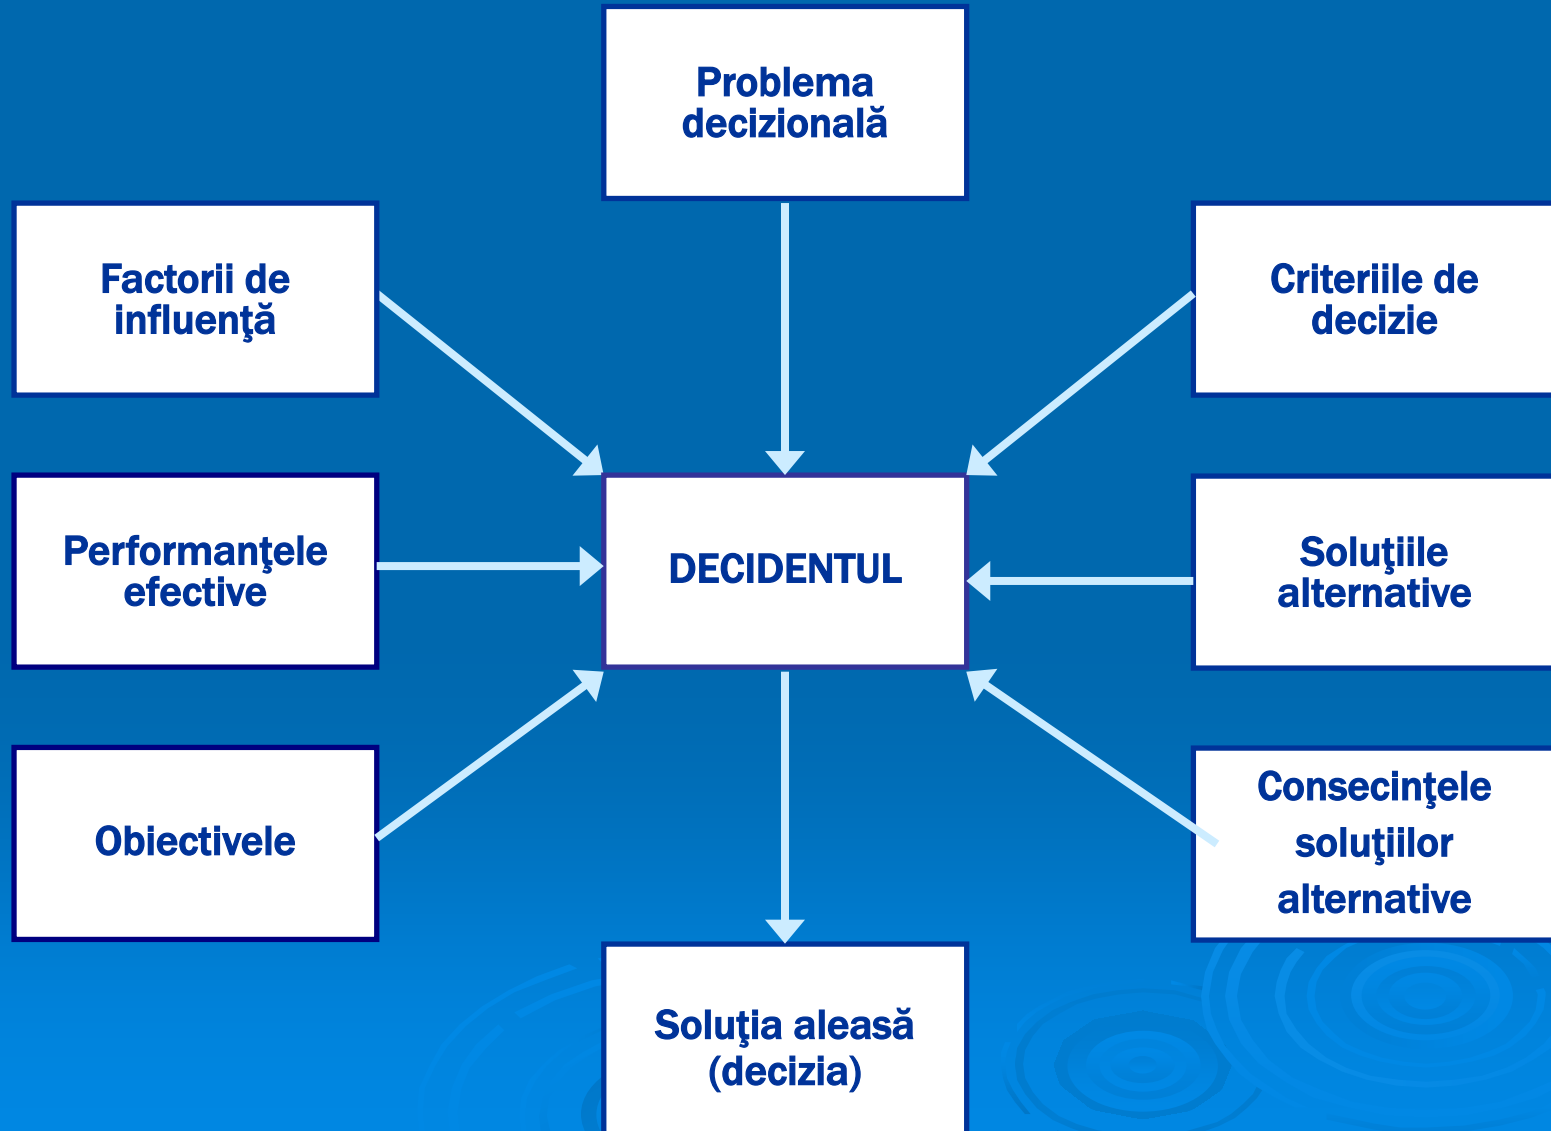 Problema
decizională
Factorii de
influenţă
Criteriile de
decizie
Performanţele
efective
DECIDENTUL
Soluţiile
alternative
Obiectivele
Consecinţele
soluţiilor
alternative
Soluţia aleasă
(decizia)